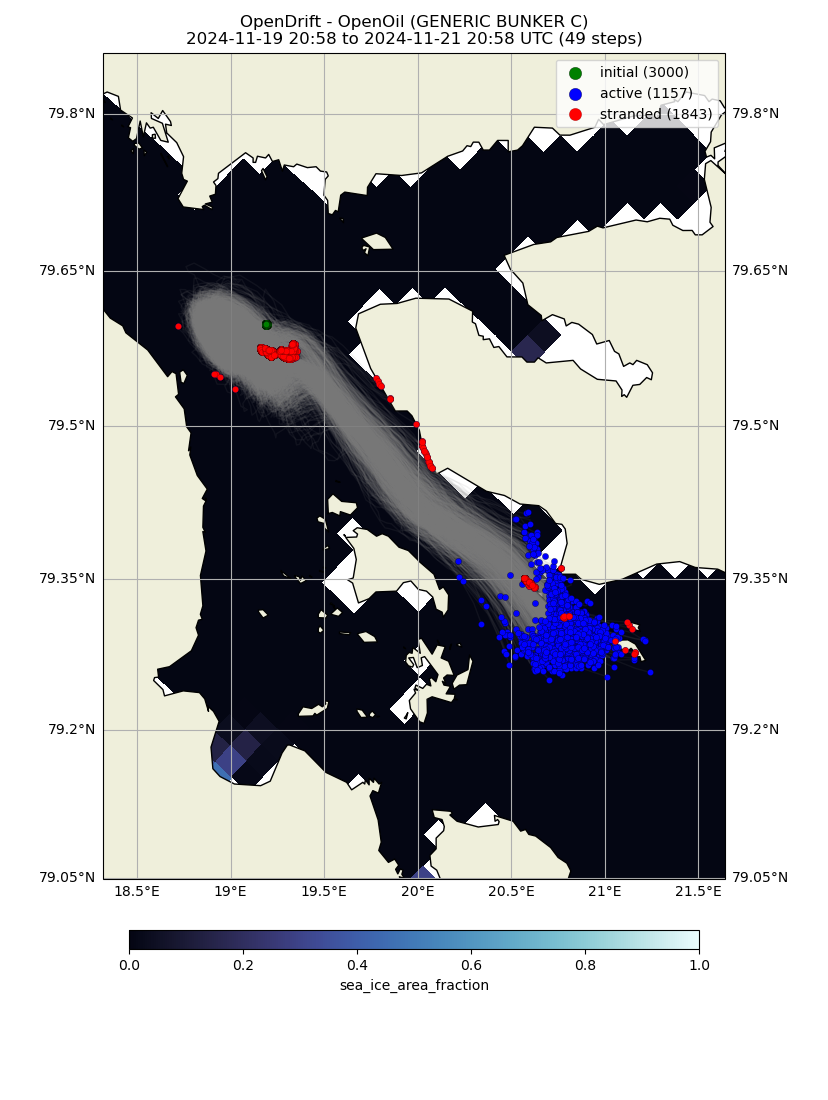 OpenDrift - OpenOil (GENERIC BUNKER C)
2024-11-19 20:58 to 2024-11-21 20:58 UTC (49 steps)
initial (3000)
active (1157)
stranded (1843)
79.8°N 79.8°N
79.65°N 79.65°N
79.5°N 79.5°N
79.35°N 79.35°N
79.2°N 79.2°N
79.05°N 79.05°N
18.5°E 19°E 19.5°E 20°E 20.5°E 21°E 21.5°E
0.0 0.2 0.4 0.6 0.8 1.0
sea_ice_area_fraction